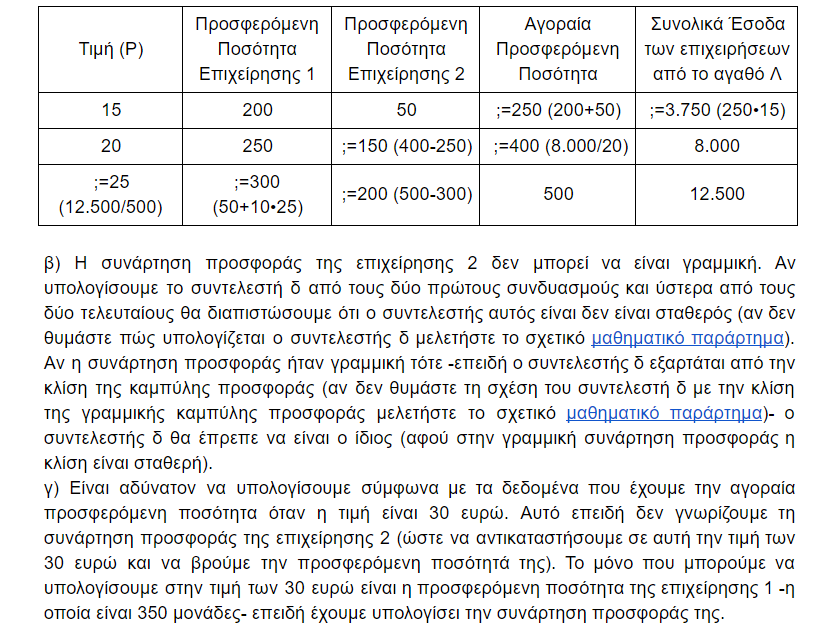 Τιμή (P) Προσφερόμενη Ποσότητα Επιχείρησης 1 Προσφερόμενη Ποσότητα Επιχείρησης 2 Αγοραία Προσφερόμενη Ποσότητα Συνολικά Έσοδα των επιχειρήσεων από το αγαθό Λ
15 200 50 ;=250 (200+50) ;=3.750 (250•15)
20 250 ;=150 (400-250) ;=400 (8.000/20) 8.000
;=25 (12.500/500) ;=300 (50+10•25) ;=200 (500-300) 500 12.500
β) Η συνάρτηση προσφοράς της επιχείρησης 2 δεν μπορεί να είναι γραμμική. Αν
υπολογίσουμε το συντελεστή δ από τους δύο πρώτους συνδυασμούς και ύστερα από τους
δύο τελευταίους θα διαπιστώσουμε ότι ο συντελεστής αυτός είναι δεν είναι σταθερός (αν δεν
θυμάστε πώς υπολογίζεται ο συντελεστής δ μελετήστε το σχετικό μαθηματικό παράρτημα).
Αν η συνάρτηση προσφοράς ήταν γραμμική τότε -επειδή ο συντελεστής δ εξαρτάται από την
κλίση της καμπύλης προσφοράς (αν δεν θυμάστε τη σχέση του συντελεστή δ με την κλίση
της γραμμικής καμπύλης προσφοράς μελετήστε το σχετικό μαθηματικό παράρτημα)- ο
συντελεστής δ θα έπρεπε να είναι ο ίδιος (αφού στην γραμμική συνάρτηση προσφοράς η
κλίση είναι σταθερή).
γ) Είναι αδύνατον να υπολογίσουμε σύμφωνα με τα δεδομένα που έχουμε την αγοραία
προσφερόμενη ποσότητα όταν η τιμή είναι 30 ευρώ. Αυτό επειδή δεν γνωρίζουμε τη
συνάρτηση προσφοράς της επιχείρησης 2 (ώστε να αντικαταστήσουμε σε αυτή την τιμή των
30 ευρώ και να βρούμε την προσφερόμενη ποσότητά της). Το μόνο που μπορούμε να
υπολογίσουμε στην τιμή των 30 ευρώ είναι η προσφερόμενη ποσότητα της επιχείρησης 1 -η
οποία είναι 350 μονάδες- επειδή έχουμε υπολογίσει την συνάρτηση προσφοράς της.